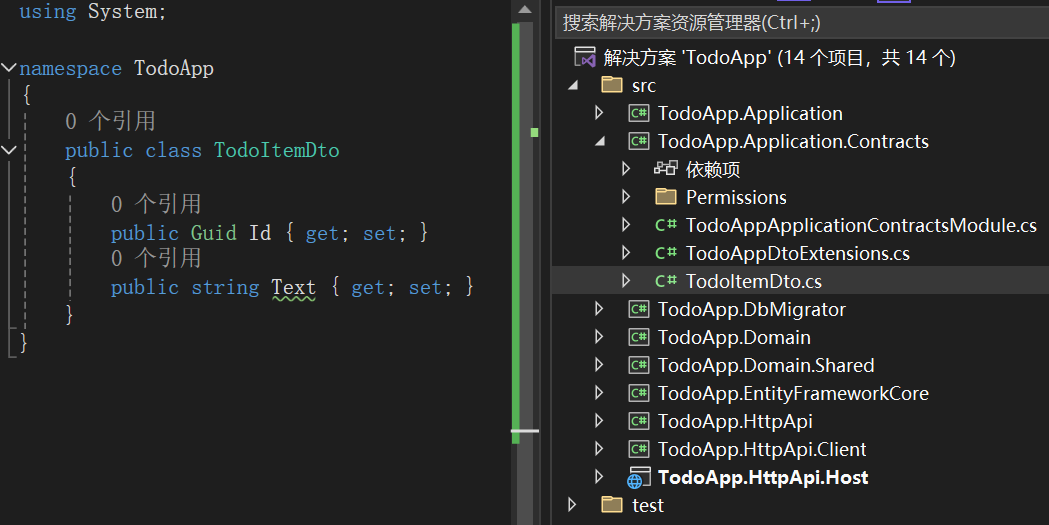 using System;
namespace TodoApp
{
0 个引用
public class TodoItemDto
{
0 个引用
public Guid Id { get; set; }
0 个引用
public string Text { get; set; }
}
}
搜索解决方案资源管理器(Ctrl+;)
解决方案 'TodoApp' (14 个项目，共 14 个)
src
C# TodoApp.Application
C# TodoApp.Application.Contracts
依赖项
Permissions
C# TodoAppApplicationContractsModule.cs
C# TodoAppDtoExtensions.cs
C# TodoItemDto.cs
C# TodoApp.DbMigrator
C# TodoApp.Domain
C# TodoApp.Domain.Shared
C# TodoApp.EntityFrameworkCore
C# TodoApp.HttpApi
C# TodoApp.HttpApi.Client
TodoApp.HttpApi.Host
test